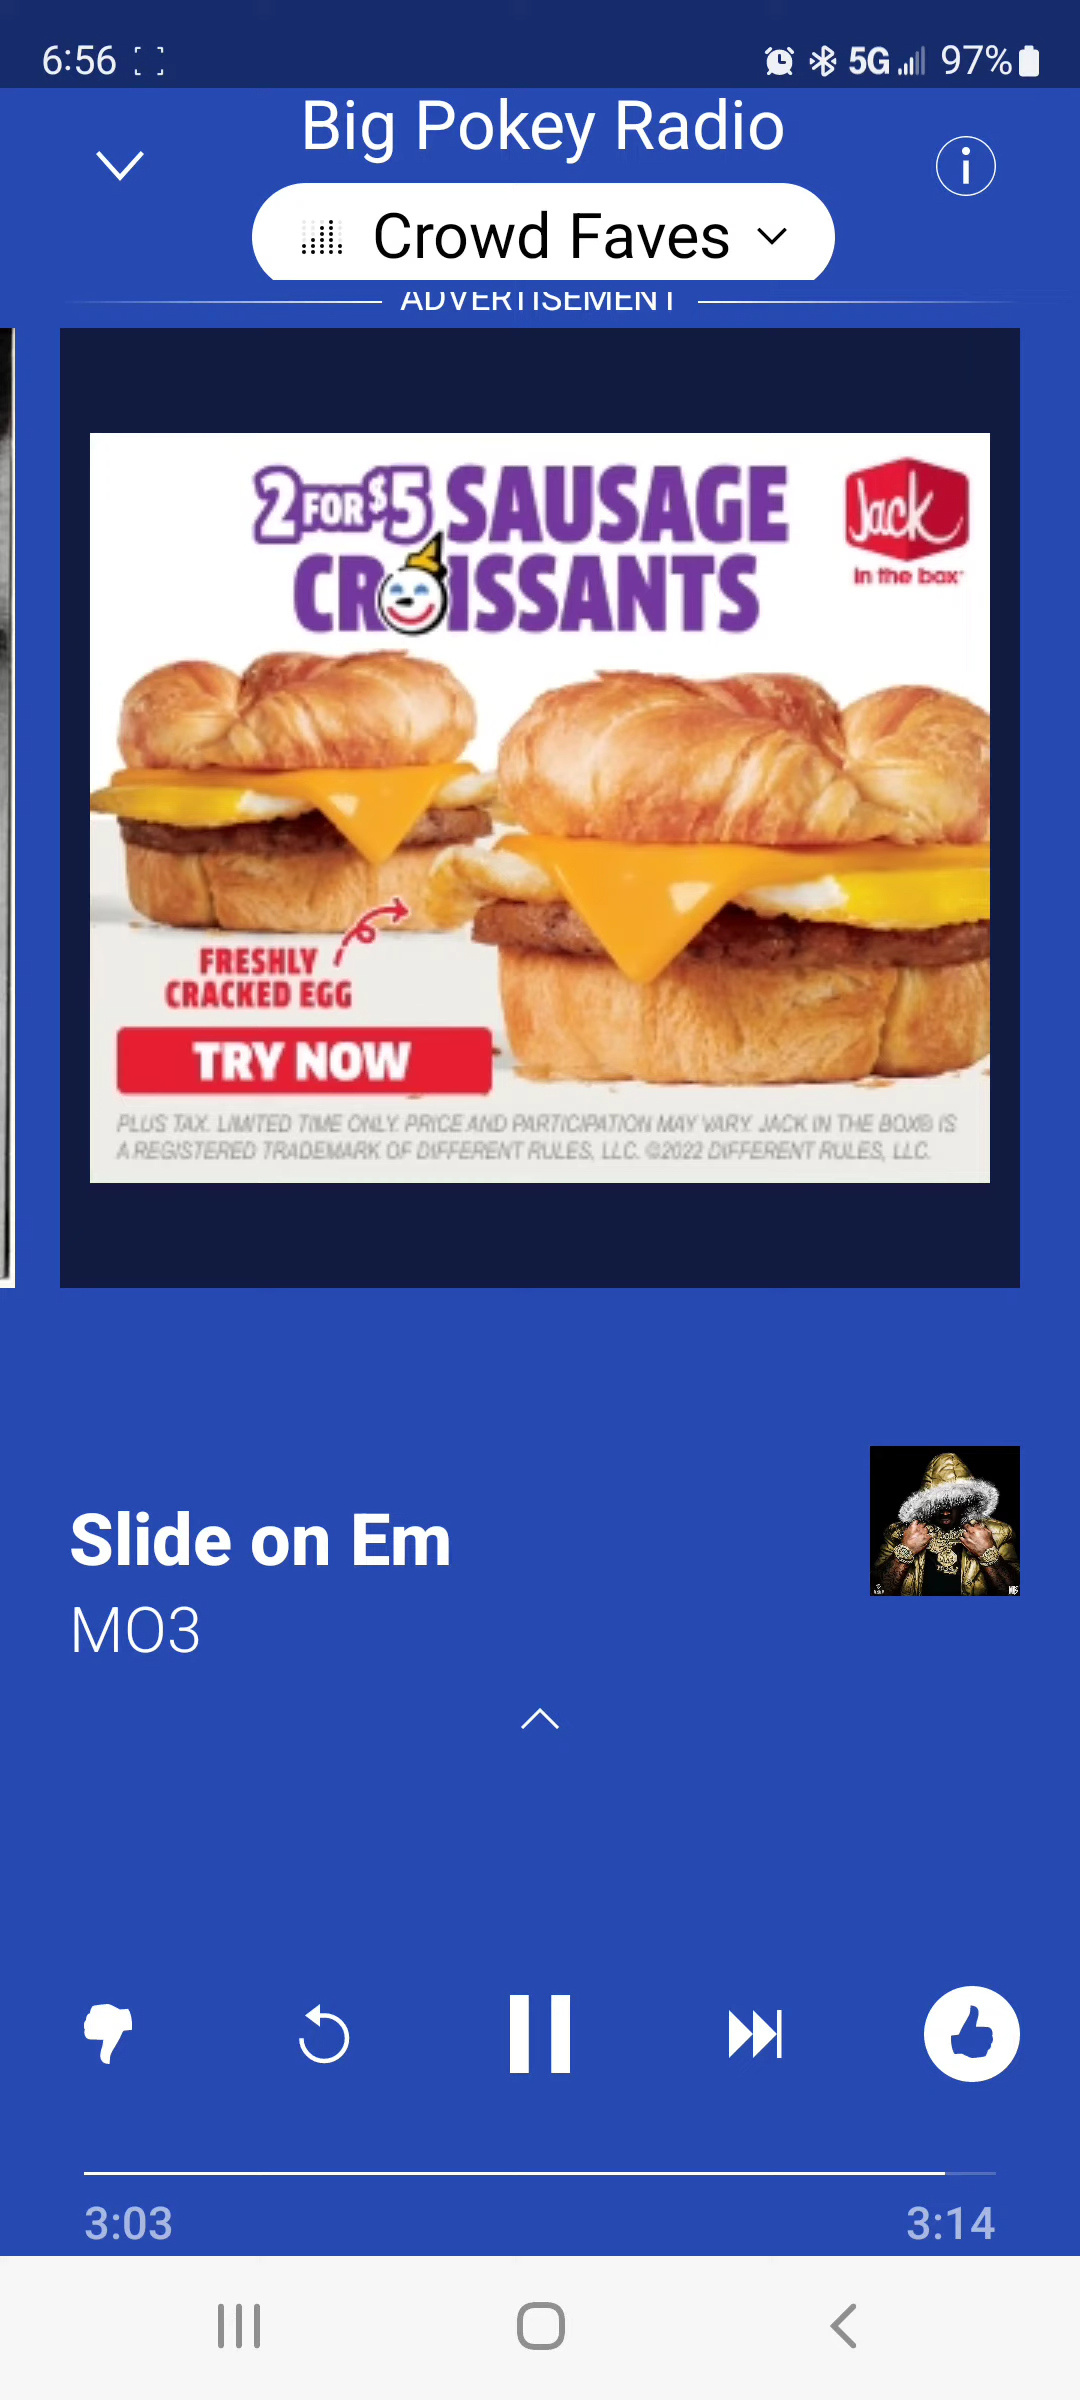 6:56
5G 97%
Big Pokey Radio
Crowd Faves
ADVERTISEMENT
2 FOR $5 SAUSAGE
CROISSANTS
Jack
in the box
FRESHLY
CRACKED EGG
TRY NOW
PLUS TAX. LIMITED TIME ONLY. PRICE AND PARTICIPATION MAY VARY. JACK IN THE BOX® IS
A REGISTERED TRADEMARK OF DIFFERENT RULES, LLC. ©2022 DIFFERENT RULES, LLC.
Slide on Em
MO3
3:03
3:14